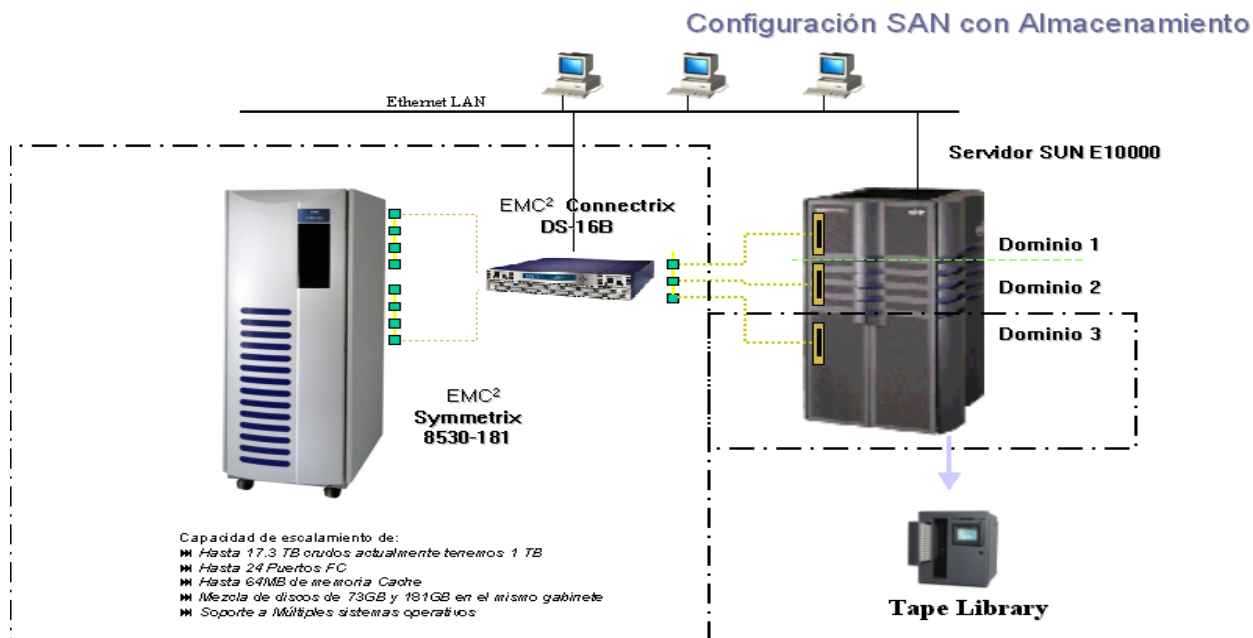 Configuración SAN con Almacenamiento
Ethernet LAN
Servidor SUN E10000
EMC² Connectrix
DS-16B
Dominio 1
Dominio 2
Dominio 3
EMC²
Symmetrix
8530-181
Capacidad de escalamiento de:
Hasta 17.3 TB crudos actualmente tenemos 1 TB
Hasta 24 Puertos FC
Hasta 64MB de memoria Cache
Mezcla de discos de 73GB y 181GB en el mismo gabinete
Soporte a Múltiples sistemas operativos
Tape Library